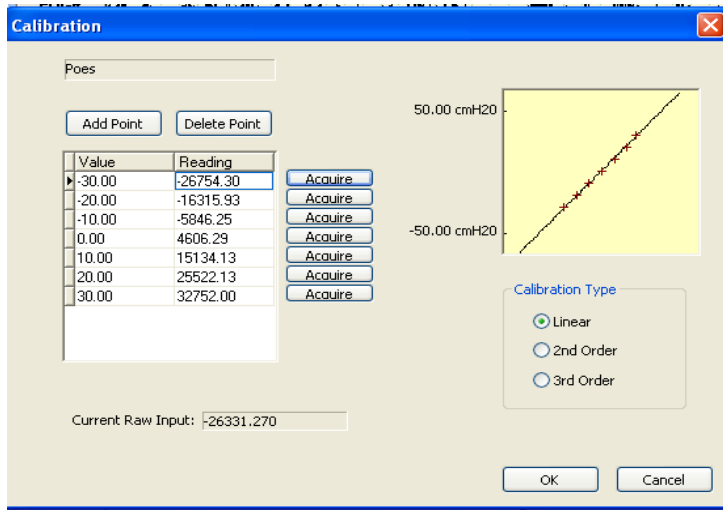 Calibration
Poes
Add Point
Delete Point
Value Reading
-30.00 -26754.30 Acquire
-20.00 -16315.93 Acquire
-10.00 -5846.25 Acquire
0.00 4606.29 Acquire
10.00 15134.13 Acquire
20.00 25522.13 Acquire
30.00 32752.00 Acquire
Current Raw Input: -26331.270
50.00 cmH20
-50.00 cmH20
Calibration Type
Linear
2nd Order
3rd Order
OK
Cancel